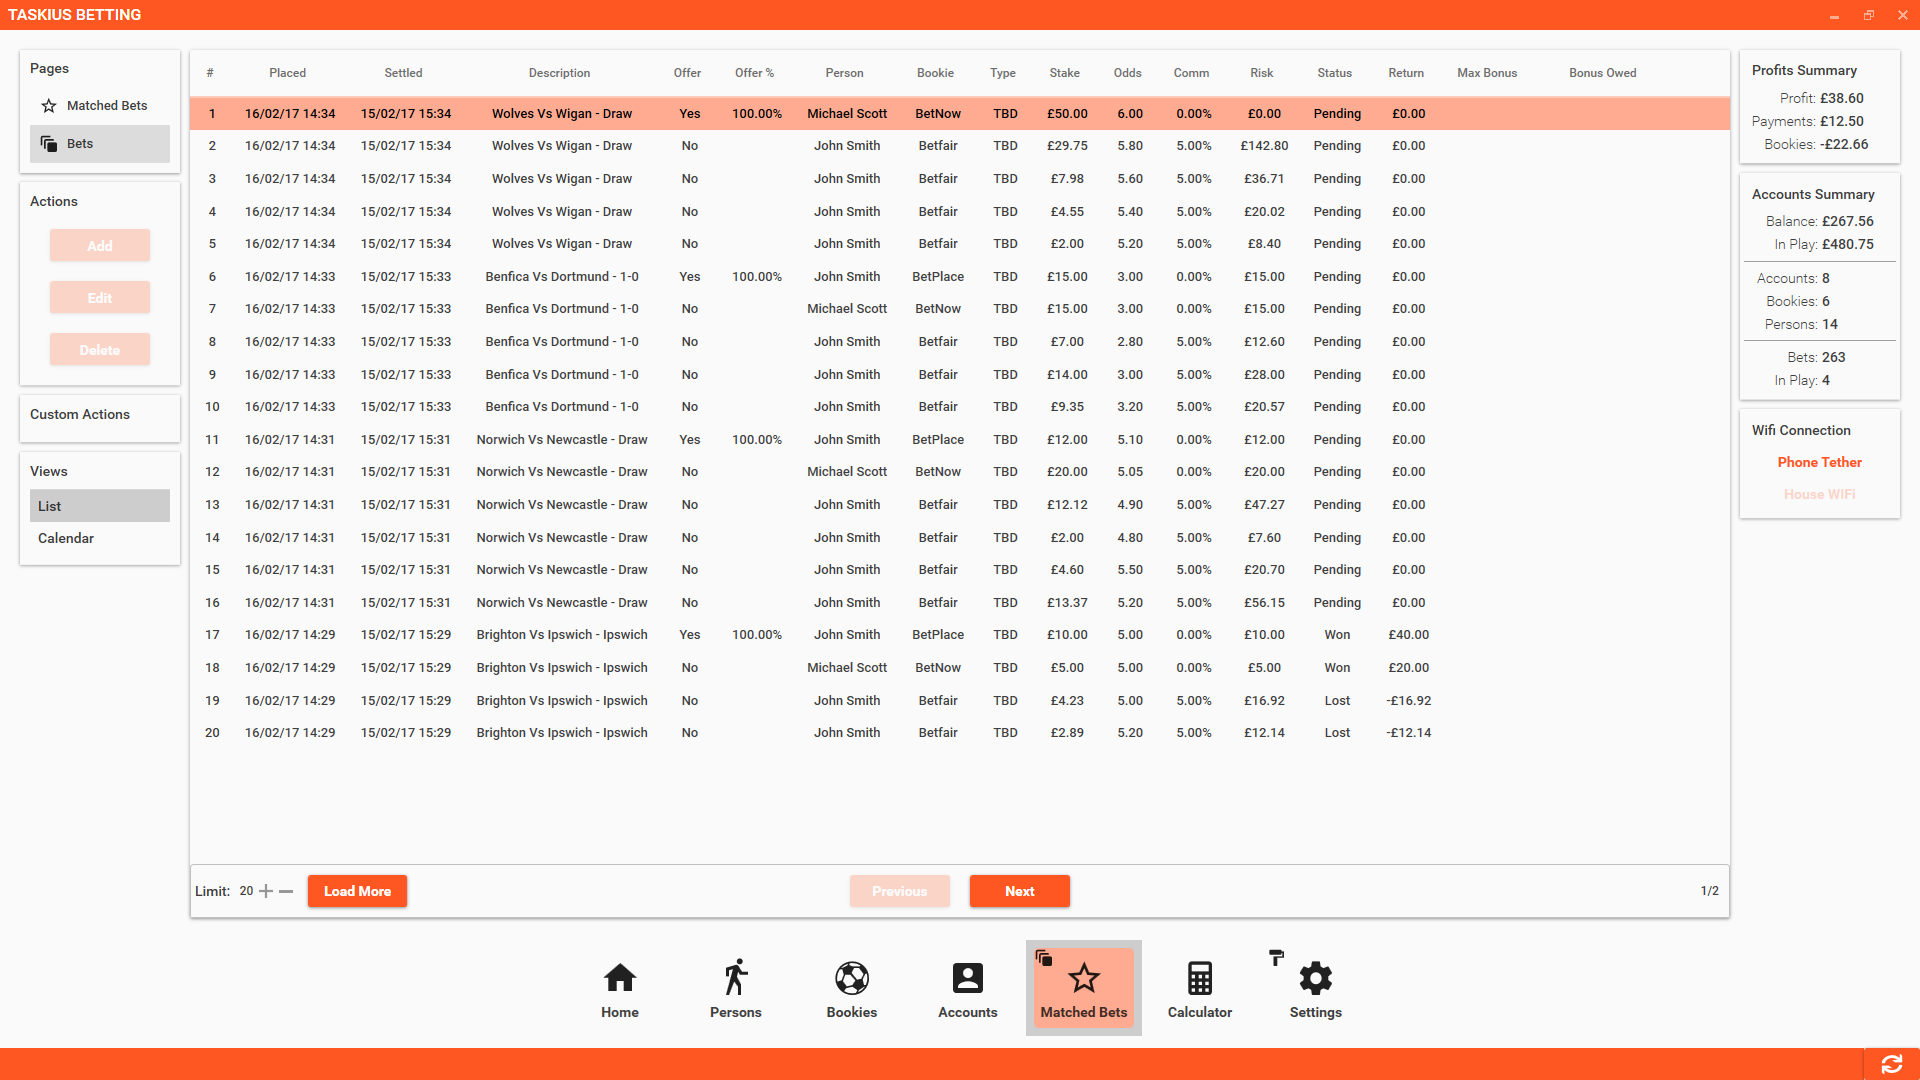 TASKIUS BETTING
Pages
Matched Bets
Bets
Actions
Add
Edit
Delete
Custom Actions
Views
List
Calendar
# Placed Settled Description Offer Offer % Person Bookie Type Stake Odds Comm Risk Status Return Max Bonus Bonus Owed
1 16/02/17 14:34 15/02/17 15:34 Wolves Vs Wigan - Draw Yes 100.00% Michael Scott BetNow TBD £50.00 6.00 0.00% £0.00 Pending £0.00
2 16/02/17 14:34 15/02/17 15:34 Wolves Vs Wigan - Draw No John Smith Betfair TBD £29.75 5.80 5.00% £142.80 Pending £0.00
3 16/02/17 14:34 15/02/17 15:34 Wolves Vs Wigan - Draw No John Smith Betfair TBD £7.98 5.60 5.00% £36.71 Pending £0.00
4 16/02/17 14:34 15/02/17 15:34 Wolves Vs Wigan - Draw No John Smith Betfair TBD £4.55 5.40 5.00% £20.02 Pending £0.00
5 16/02/17 14:34 15/02/17 15:34 Wolves Vs Wigan - Draw No John Smith Betfair TBD £2.00 5.20 5.00% £8.40 Pending £0.00
6 16/02/17 14:33 15/02/17 15:33 Benfica Vs Dortmund - 1-0 Yes 100.00% John Smith BetPlace TBD £15.00 3.00 0.00% £15.00 Pending £0.00
7 16/02/17 14:33 15/02/17 15:33 Benfica Vs Dortmund - 1-0 No Michael Scott BetNow TBD £15.00 3.00 0.00% £15.00 Pending £0.00
8 16/02/17 14:33 15/02/17 15:33 Benfica Vs Dortmund - 1-0 No John Smith Betfair TBD £7.00 2.80 5.00% £12.60 Pending £0.00
9 16/02/17 14:33 15/02/17 15:33 Benfica Vs Dortmund - 1-0 No John Smith Betfair TBD £14.00 3.00 5.00% £28.00 Pending £0.00
10 16/02/17 14:33 15/02/17 15:33 Benfica Vs Dortmund - 1-0 No John Smith Betfair TBD £9.35 3.20 5.00% £20.57 Pending £0.00
11 16/02/17 14:31 15/02/17 15:31 Norwich Vs Newcastle - Draw Yes 100.00% John Smith BetPlace TBD £12.00 5.10 0.00% £12.00 Pending £0.00
12 16/02/17 14:31 15/02/17 15:31 Norwich Vs Newcastle - Draw No Michael Scott BetNow TBD £20.00 5.05 0.00% £20.00 Pending £0.00
13 16/02/17 14:31 15/02/17 15:31 Norwich Vs Newcastle - Draw No John Smith Betfair TBD £12.12 4.90 5.00% £47.27 Pending £0.00
14 16/02/17 14:31 15/02/17 15:31 Norwich Vs Newcastle - Draw No John Smith Betfair TBD £2.00 4.80 5.00% £7.60 Pending £0.00
15 16/02/17 14:31 15/02/17 15:31 Norwich Vs Newcastle - Draw No John Smith Betfair TBD £4.60 5.50 5.00% £20.70 Pending £0.00
16 16/02/17 14:31 15/02/17 15:31 Norwich Vs Newcastle - Draw No John Smith Betfair TBD £13.37 5.20 5.00% £56.15 Pending £0.00
17 16/02/17 14:29 15/02/17 15:29 Brighton Vs Ipswich - Ipswich Yes 100.00% John Smith BetPlace TBD £10.00 5.00 0.00% £10.00 Won £40.00
18 16/02/17 14:29 15/02/17 15:29 Brighton Vs Ipswich - Ipswich No Michael Scott BetNow TBD £5.00 5.00 0.00% £5.00 Won £20.00
19 16/02/17 14:29 15/02/17 15:29 Brighton Vs Ipswich - Ipswich No John Smith Betfair TBD £4.23 5.00 5.00% £16.92 Lost -£16.92
20 16/02/17 14:29 15/02/17 15:29 Brighton Vs Ipswich - Ipswich No John Smith Betfair TBD £2.89 5.20 5.00% £12.14 Lost -£12.14
Limit: 20
Load More
Previous
Next
1/2
Profits Summary
Profit: £38.60
Payments: £12.50
Bookies: -£22.66
Accounts Summary
Balance: £267.56
In Play: £480.75
Accounts: 8
Bookies: 6
Persons: 14
Bets: 263
In Play: 4
Wifi Connection
Phone Tether
House WIFi
Home
Persons
Bookies
Accounts
Matched Bets
Calculator
Settings